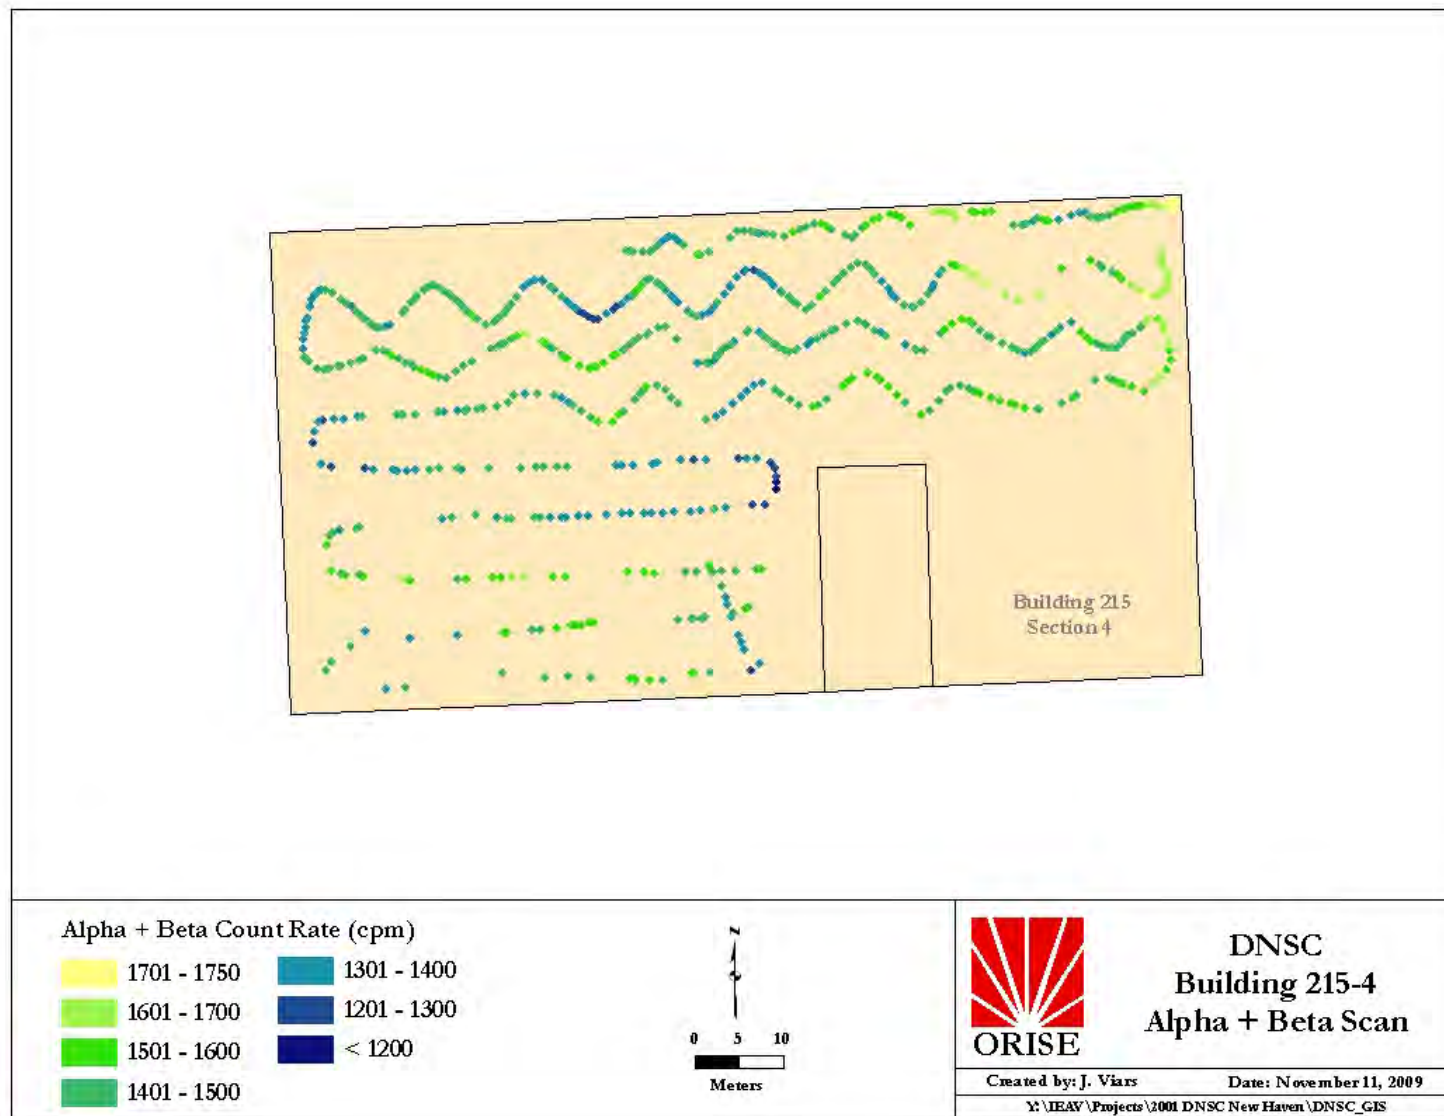 Building 215
Section 4
Alpha + Beta Count Rate (cpm)
1701 - 1750
1601 - 1700
1501 - 1600
1401 - 1500
1301 - 1400
1201 - 1300
< 1200
N
0 5 10
Meters
ORISE
DNSC
Building 215-4
Alpha + Beta Scan
Created by: J. Viars
Date: November 11, 2009
Y:\IEAV\Projects\2001 DNSC New Haven\DNSC_GIS